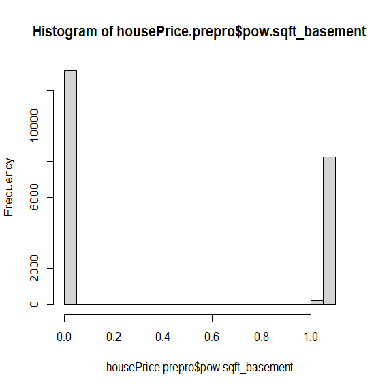 Histogram of housePrice.prepro$pow.sqft_basement
Frequency
10000
6000
2000
0
0.0 0.2 0.4 0.6 0.8 1.0
housePrice.prepro$pow.sqft_basement